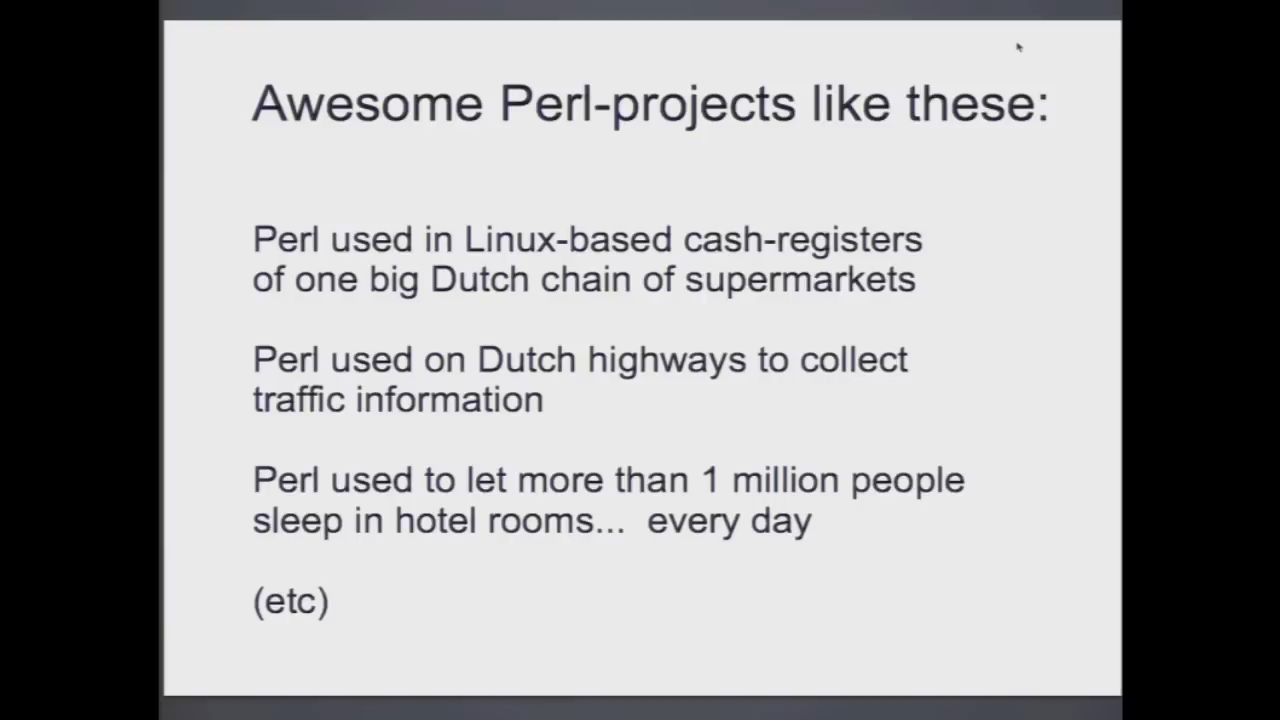 Awesome Perl-projects like these:
Perl used in Linux-based cash-registers
of one big Dutch chain of supermarkets
Perl used on Dutch highways to collect
traffic information
Perl used to let more than 1 million people
sleep in hotel rooms... every day
(etc)